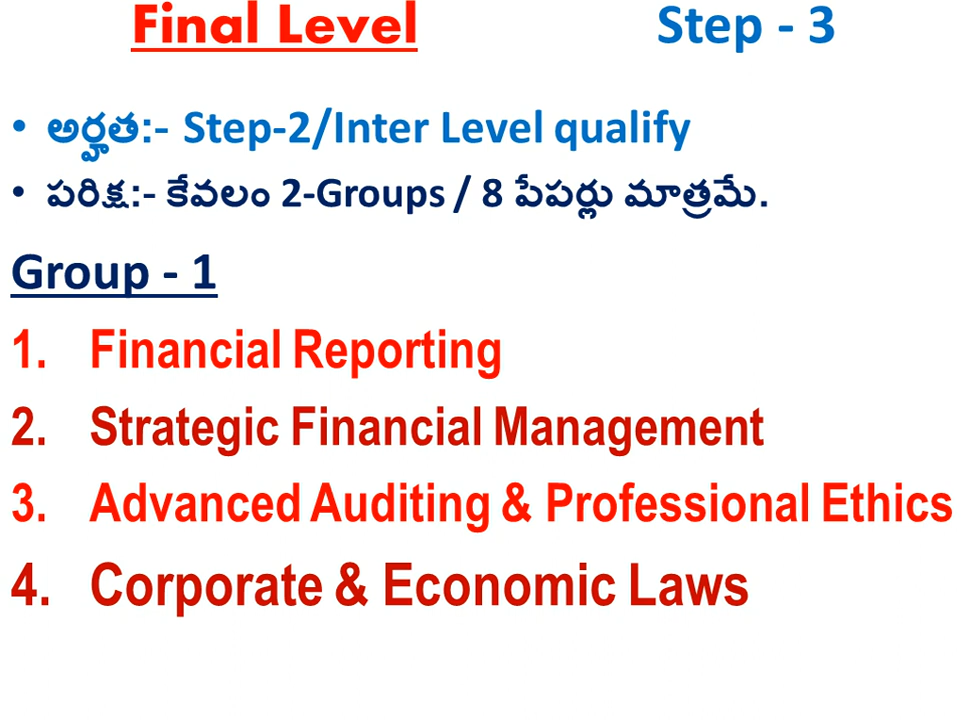 Final Level Step - 3
• అర్హత:- Step-2/Inter Level qualify
• పరిక్ష:- కేవలం 2-Groups / 8 పేపర్లు మాత్రమే.
Group - 1
1. Financial Reporting
2. Strategic Financial Management
3. Advanced Auditing & Professional Ethics
4. Corporate & Economic Laws